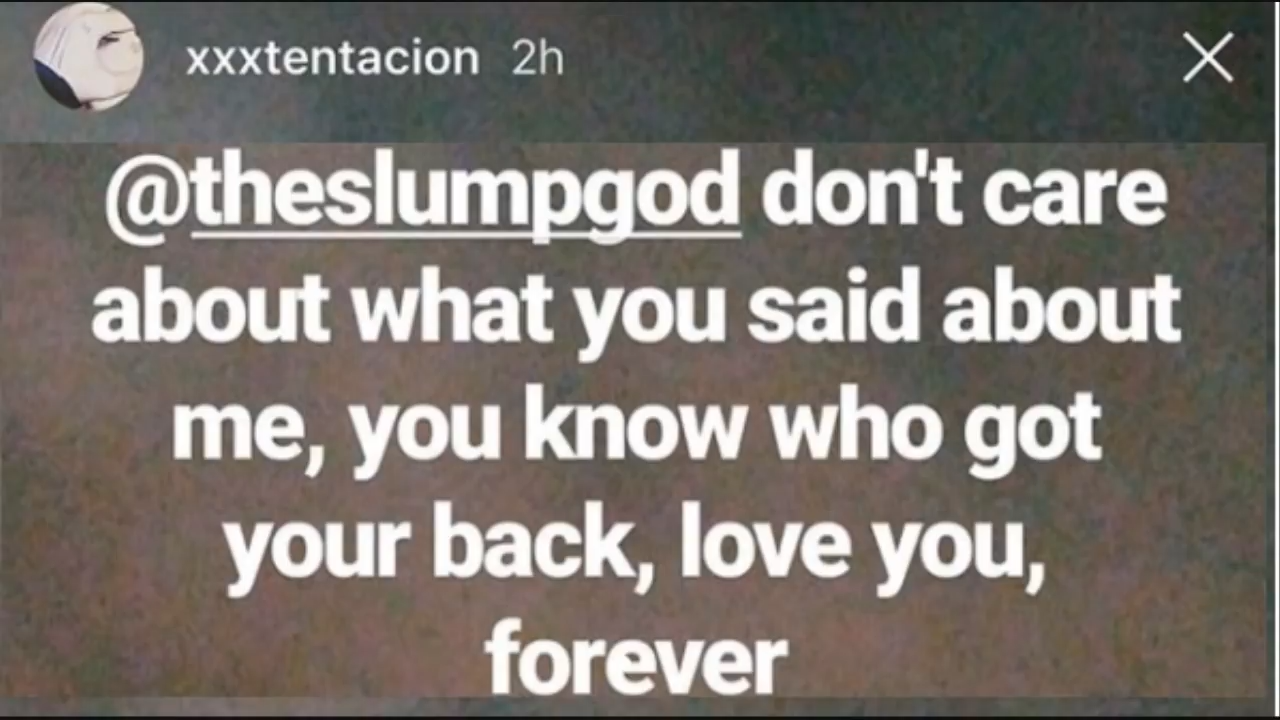 xxxtentacion 2h
@theslumpgod don't care
about what you said about
me, you know who got
your back, love you,
forever